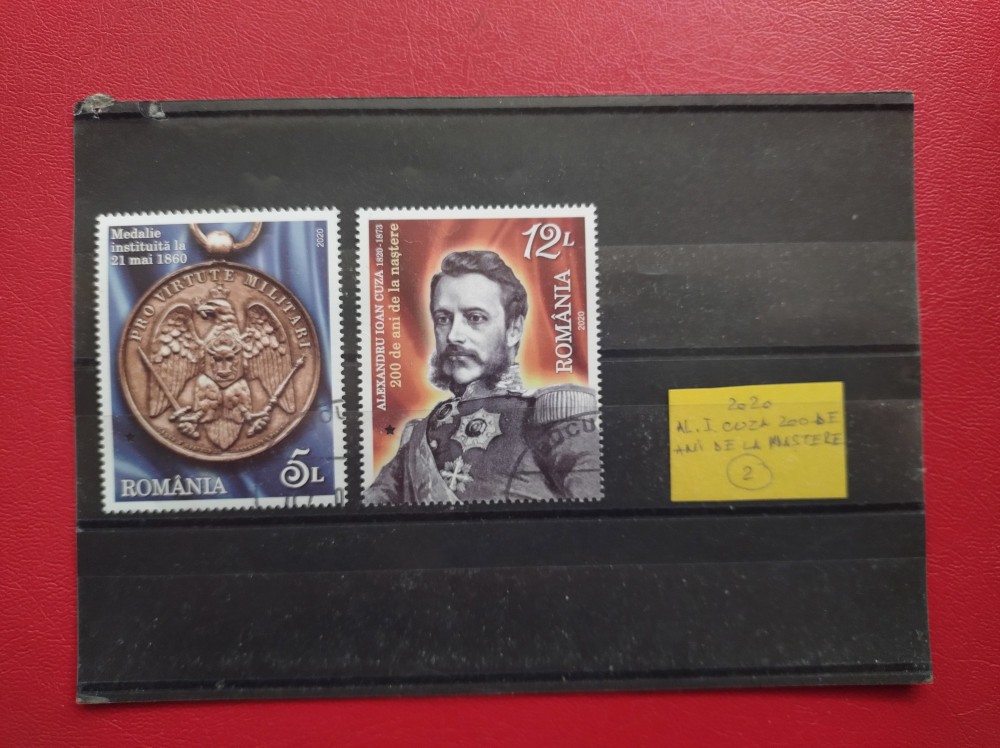 Medalie
instituită la
21 mai 1860
2020
PRO VIRTUTE MILITARI
5L
ROMÂNIA
ALEXANDRU IOAN CUZA 1820-1873
200 de ani de la naștere
12L
ROMÂNIA
2020
UCU
2020
AL. I. CUZA 200 DE
ANI DE LA NASTERE
2